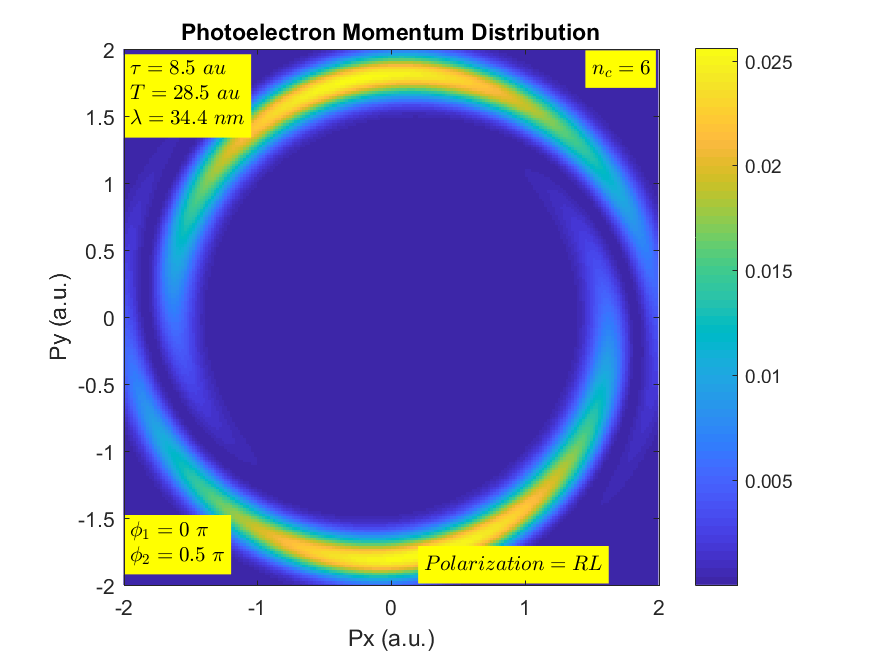 Photoelectron Momentum Distribution
τ = 8.5 au
T = 28.5 au
λ = 34.4 nm
n_c = 6
ϕ_1 = 0 π
ϕ_2 = 0.5 π
Polarization = RL
2
1.5
1
0.5
0
-0.5
-1
-1.5
-2
Py (a.u.)
-2
-1
0
1
2
Px (a.u.)
0.025
0.02
0.015
0.01
0.005